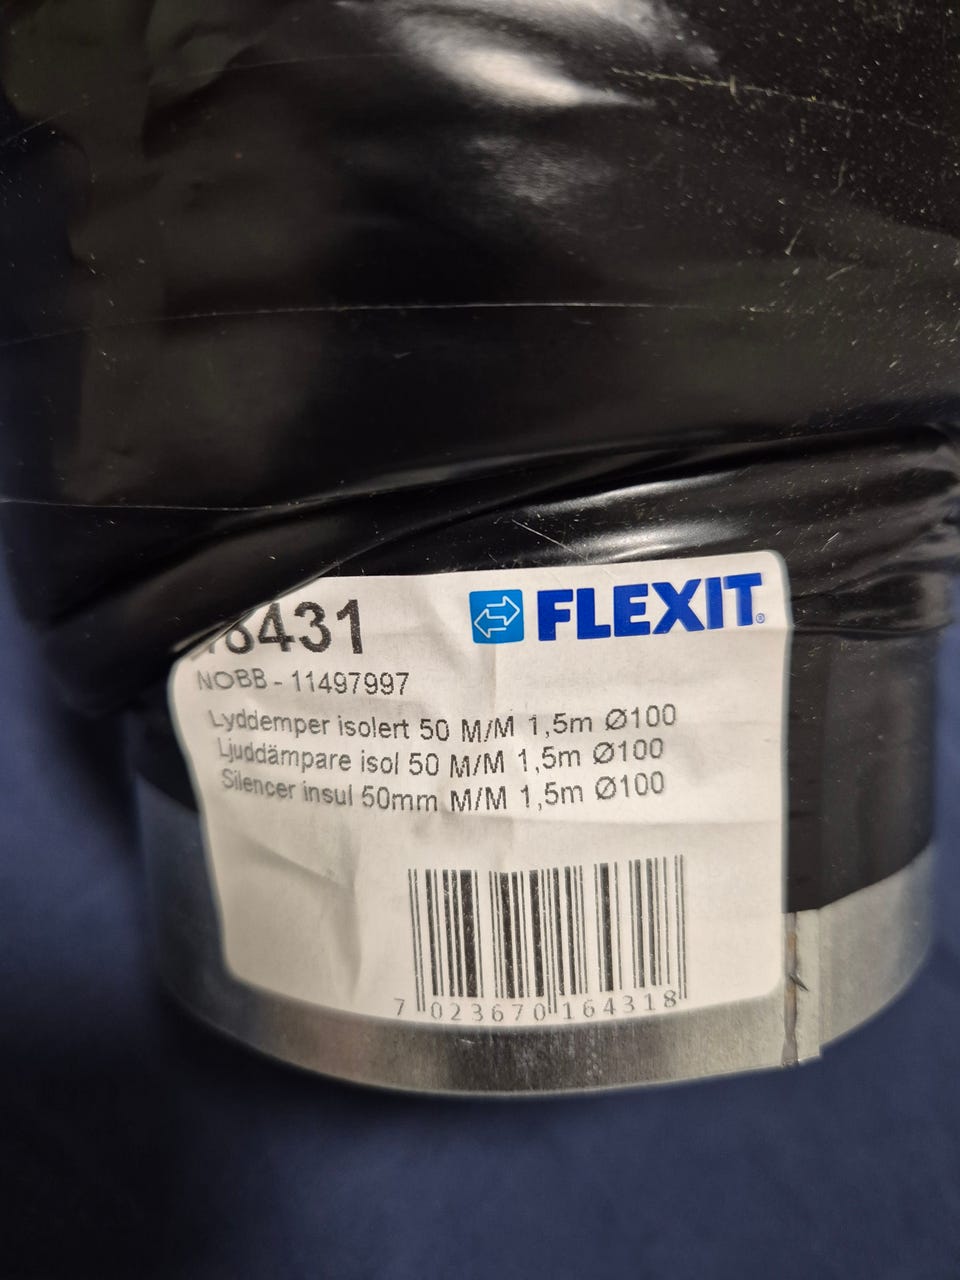 16431
FLEXIT®
NOBB - 11497997
Lyddemper isolert 50 M/M 1,5m Ø100
Ljuddämpare isol 50 M/M 1,5m Ø100
Silencer insul 50mm M/M 1,5m Ø100
7 023670 164318